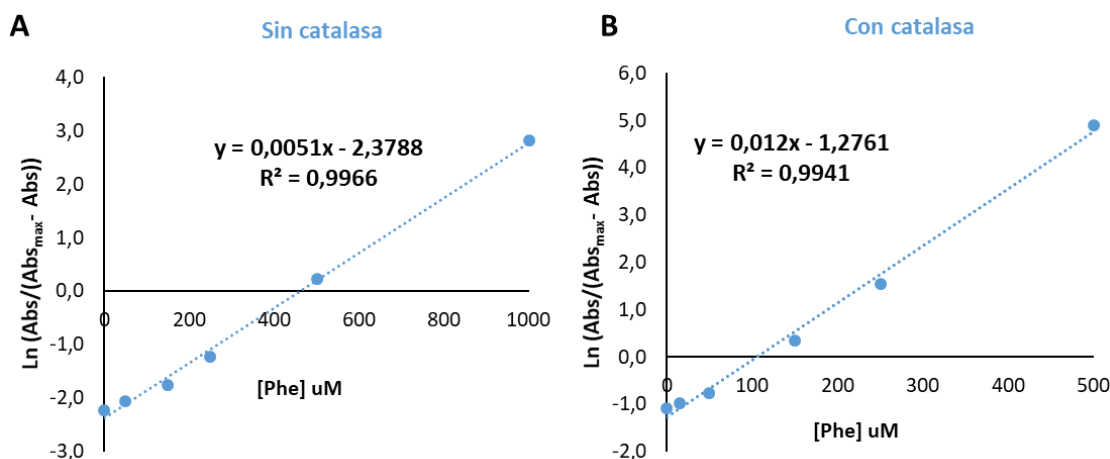 A
Sin catalasa
Ln (Abs/(Absmax- Abs))
4,0
3,0
2,0
1,0
0,0
-1,0
-2,0
-3,0
y = 0,0051x - 2,3788
R² = 0,9966
0 200 400 600 800 1000
[Phe] uM
B
Con catalasa
Ln (Abs/(Absmax- Abs))
6,0
5,0
4,0
3,0
2,0
1,0
0,0
-1,0
-2,0
y = 0,012x - 1,2761
R² = 0,9941
0 100 200 300 400 500
[Phe] uM